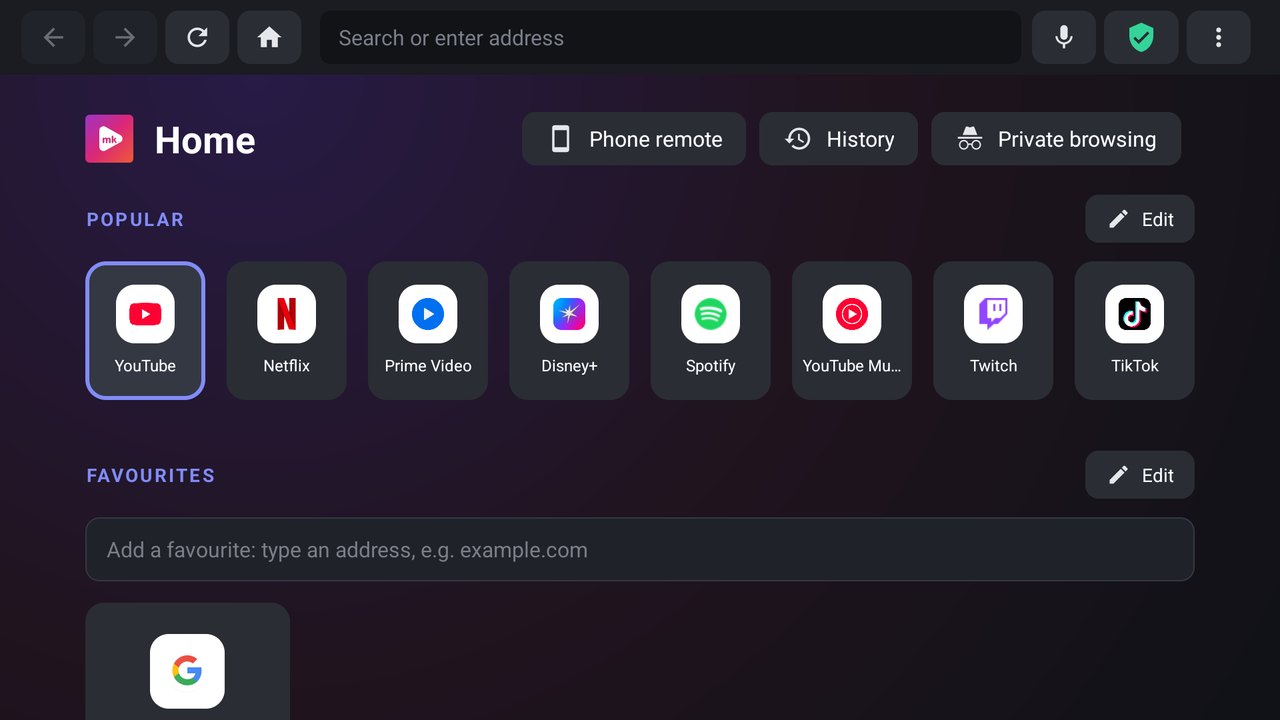 Search or enter address
mk
Home
Phone remote
History
Private browsing
POPULAR
Edit
YouTube
Netflix
Prime Video
Disney+
Spotify
YouTube Mu...
Twitch
TikTok
FAVOURITES
Edit
Add a favourite: type an address, e.g. example.com